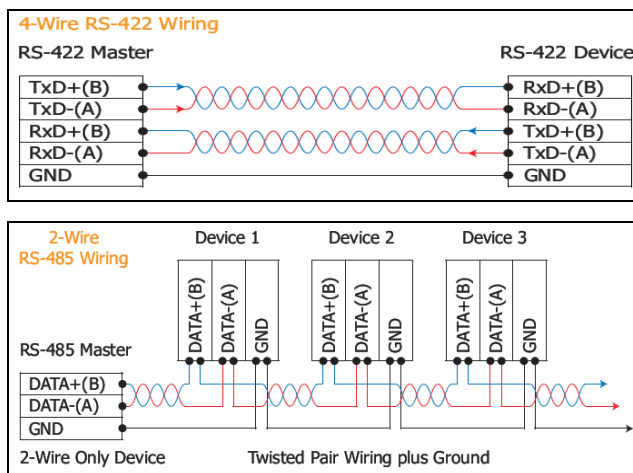 4-Wire RS-422 Wiring
RS-422 Master
RS-422 Device
TxD+(B)
TxD-(A)
RxD+(B)
RxD-(A)
GND
RxD+(B)
RxD-(A)
TxD+(B)
TxD-(A)
GND
2-Wire
RS-485 Wiring
Device 1
Device 2
Device 3
DATA+(B)
DATA-(A)
GND
DATA+(B)
DATA-(A)
GND
DATA+(B)
DATA-(A)
GND
RS-485 Master
DATA+(B)
DATA-(A)
GND
2-Wire Only Device
Twisted Pair Wiring plus Ground